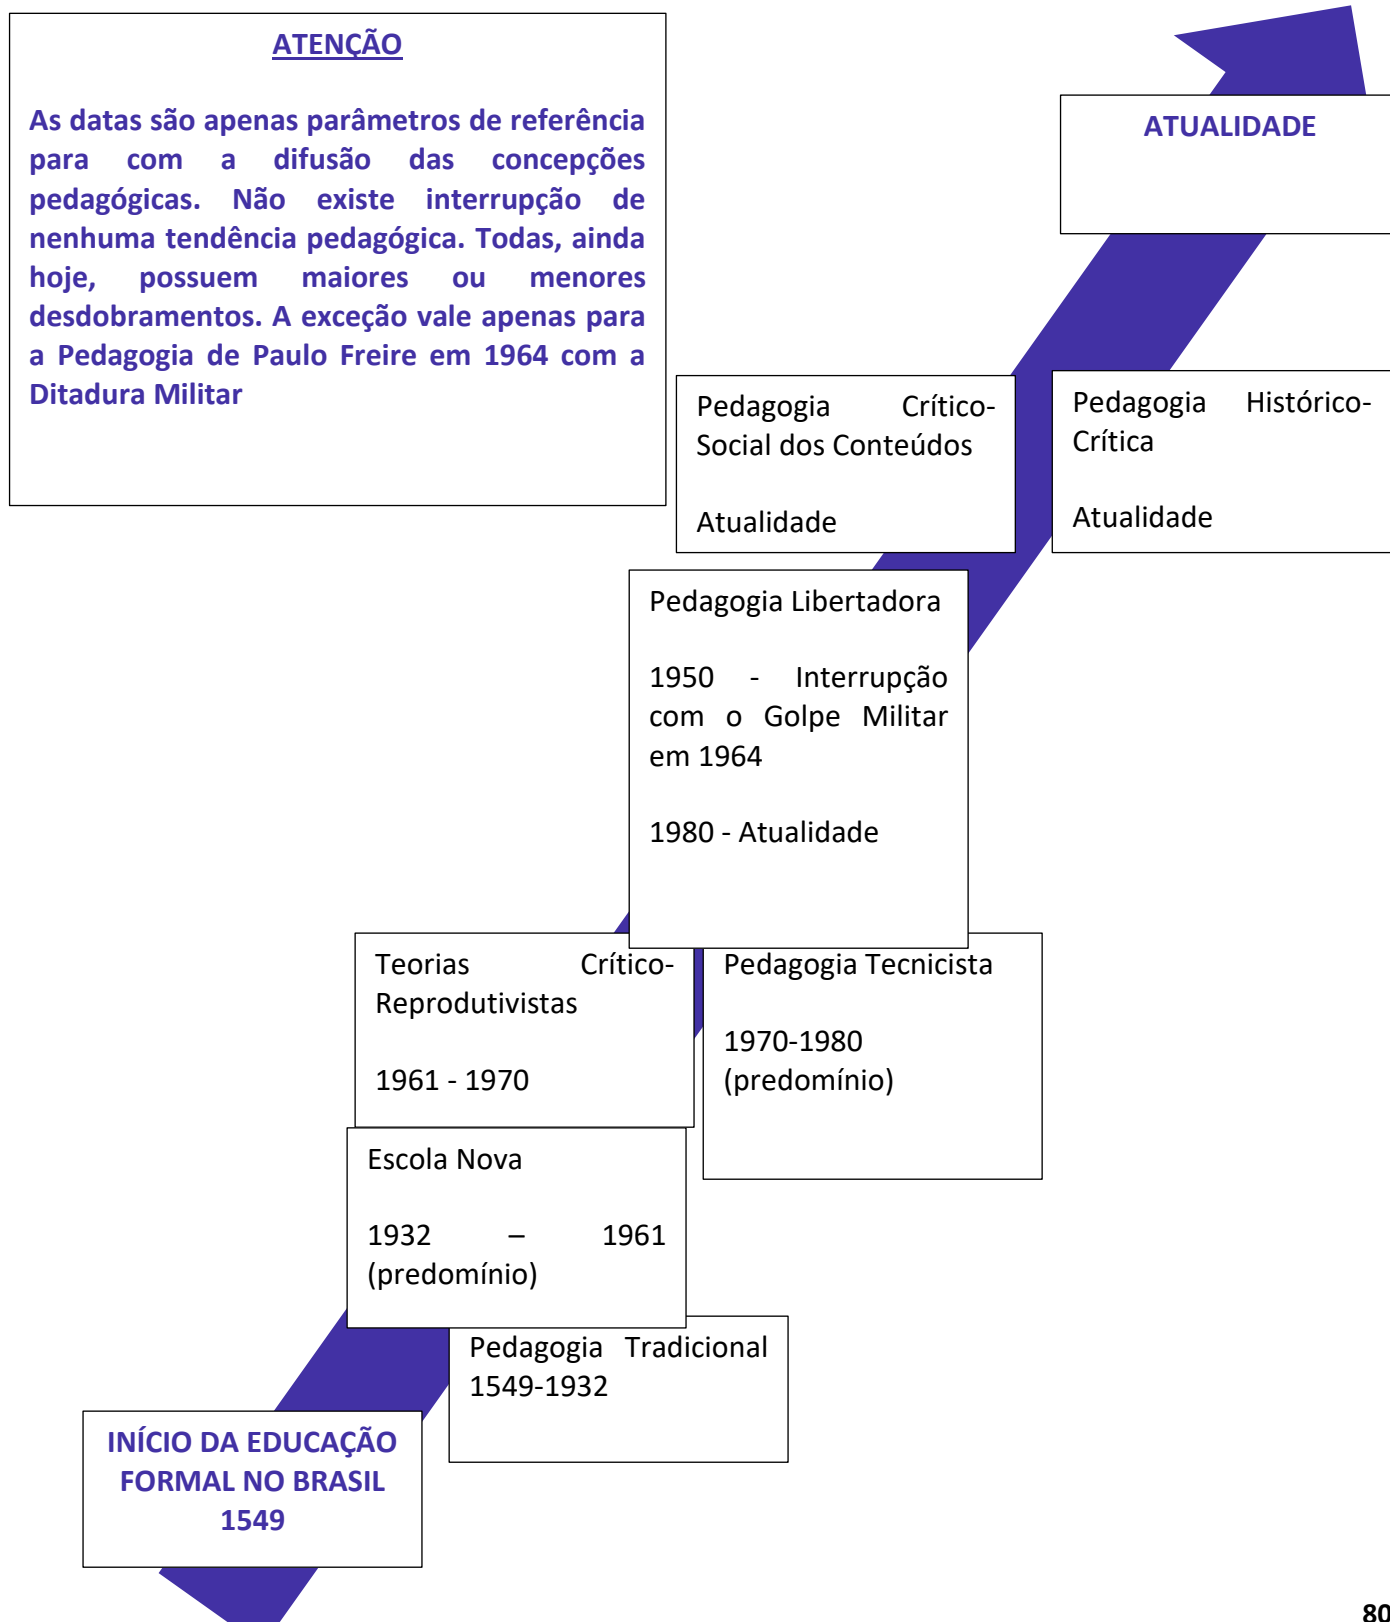 ATENÇÃO
As datas são apenas parâmetros de referência
para com a difusão das concepções
pedagógicas. Não existe interrupção de
nenhuma tendência pedagógica. Todas, ainda
hoje, possuem maiores ou menores
desdobramentos. A exceção vale apenas para
a Pedagogia de Paulo Freire em 1964 com a
Ditadura Militar
ATUALIDADE
Pedagogia Crítico-
Social dos Conteúdos
Atualidade
Pedagogia Histórico-
Crítica
Atualidade
Pedagogia Libertadora
1950 - Interrupção
com o Golpe Militar
em 1964
1980 - Atualidade
Teorias Crítico-
Reprodutivistas
1961 - 1970
Pedagogia Tecnicista
1970-1980
(predomínio)
Escola Nova
1932 – 1961
(predomínio)
Pedagogia Tradicional
1549-1932
INÍCIO DA EDUCAÇÃO
FORMAL NO BRASIL
1549
80